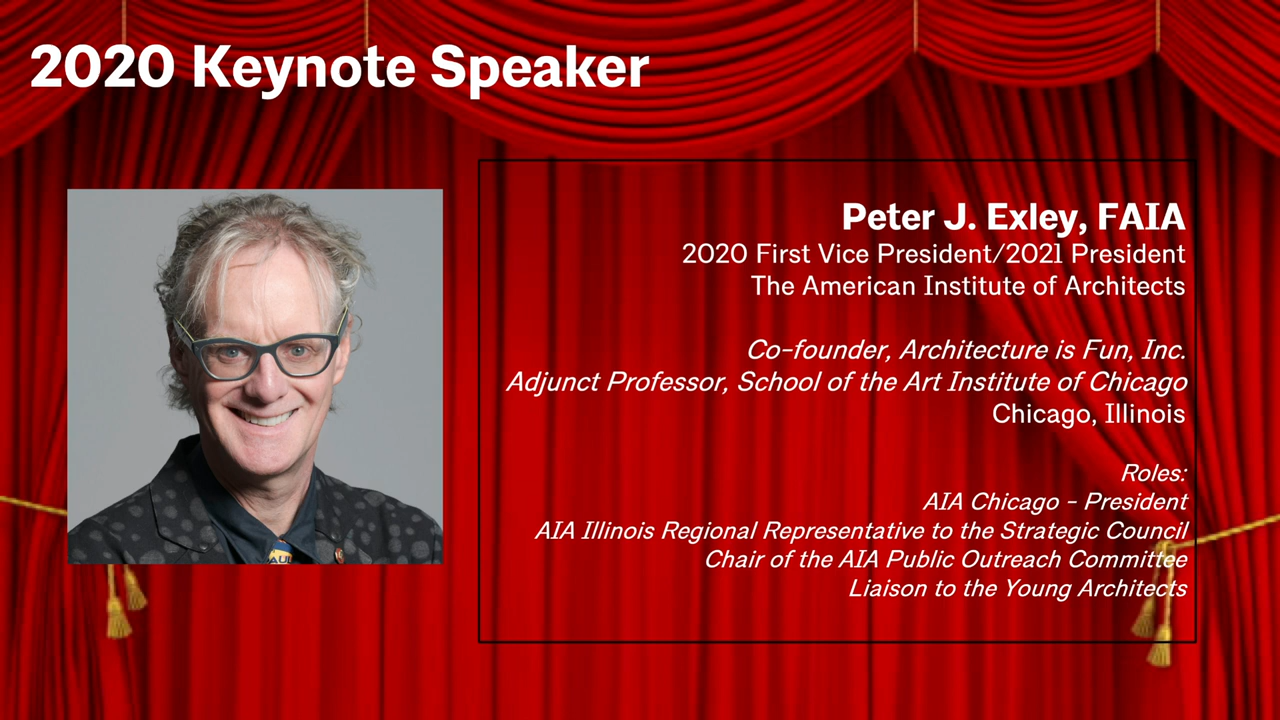 2020 Keynote Speaker
Peter J. Exley, FAIA
2020 First Vice President/2021 President
The American Institute of Architects
Co-founder, Architecture is Fun, Inc.
Adjunct Professor, School of the Art Institute of Chicago
Chicago, Illinois
Roles:
AIA Chicago - President
AIA Illinois Regional Representative to the Strategic Council
Chair of the AIA Public Outreach Committee
Liaison to the Young Architects